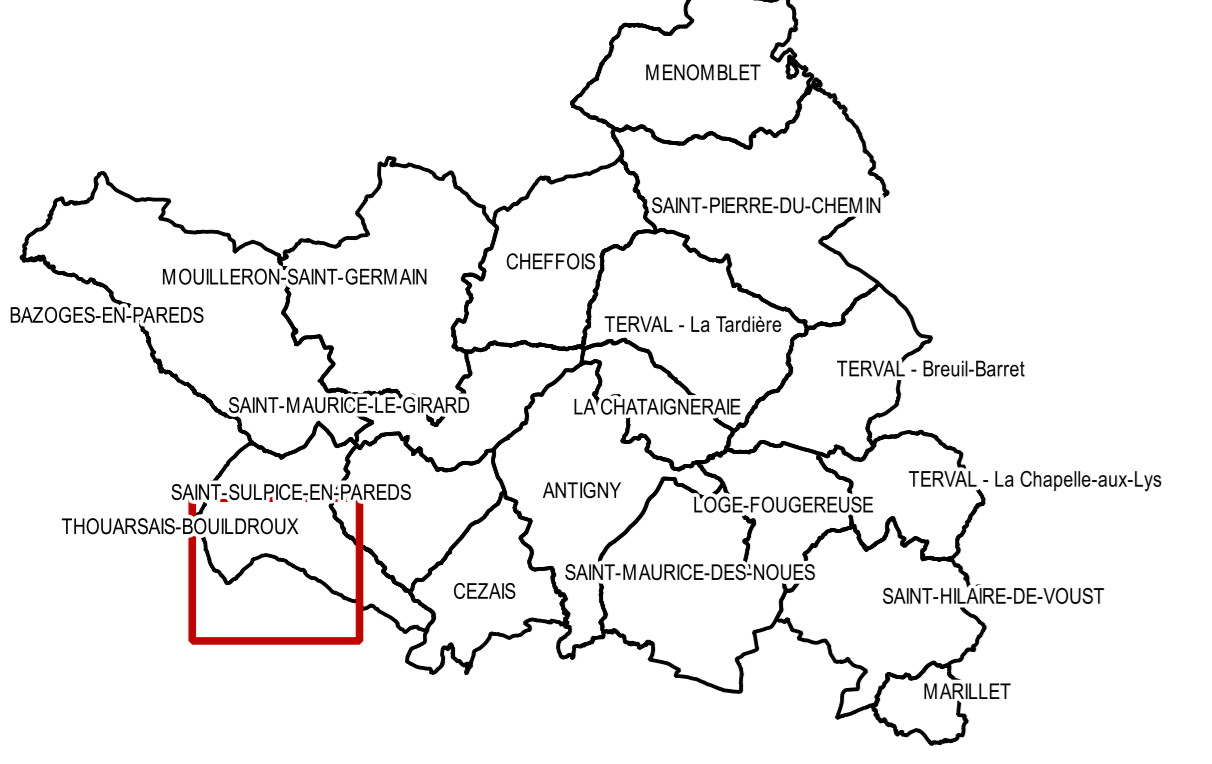 MENOMBLET
SAINT-PIERRE-DU-CHEMIN
CHEFFOIS
MOUILLERON-SAINT-GERMAIN
BAZOGES-EN-PAREDS
TERVAL - La Tardière
TERVAL - Breuil-Barret
SAINT-MAURICE-LE-GIRARD
LA CHATAIGNERAIE
TERVAL - La Chapelle-aux-Lys
SAINT-SULPICE-EN-PAREDS
ANTIGNY
LOGE-FOUGEREUSE
THOUARSAIS-BOUILDROUX
SAINT-MAURICE-DES-NOUES
CEZAIS
SAINT-HILAIRE-DE-VOUST
MARILLET